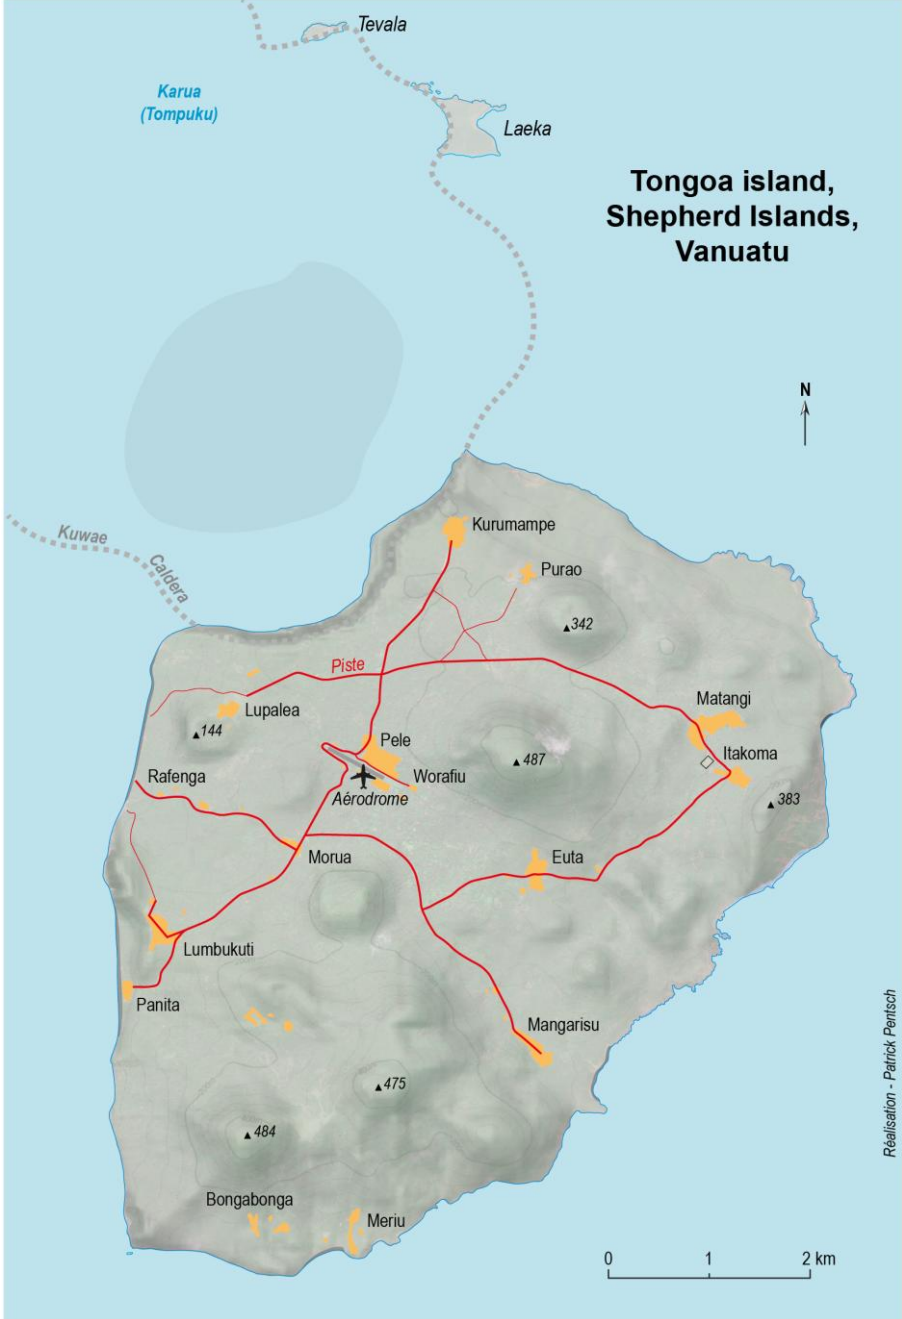 Tevala
Karua
(Tompuku)
Laeka
Tongoa island,
Shepherd Islands,
Vanuatu
N
Kuwae
Caldera
Kurumampe
Purao
342
Piste
Lupalea
144
Matangi
Pele
Itakoma
487
Rafenga
Worafiu
Aérodrome
383
Morua
Euta
Lumbukuti
Panita
Mangarisu
475
484
Bongabonga
Meriu
0 1 2 km
Réalisation - Patrick Pentsch